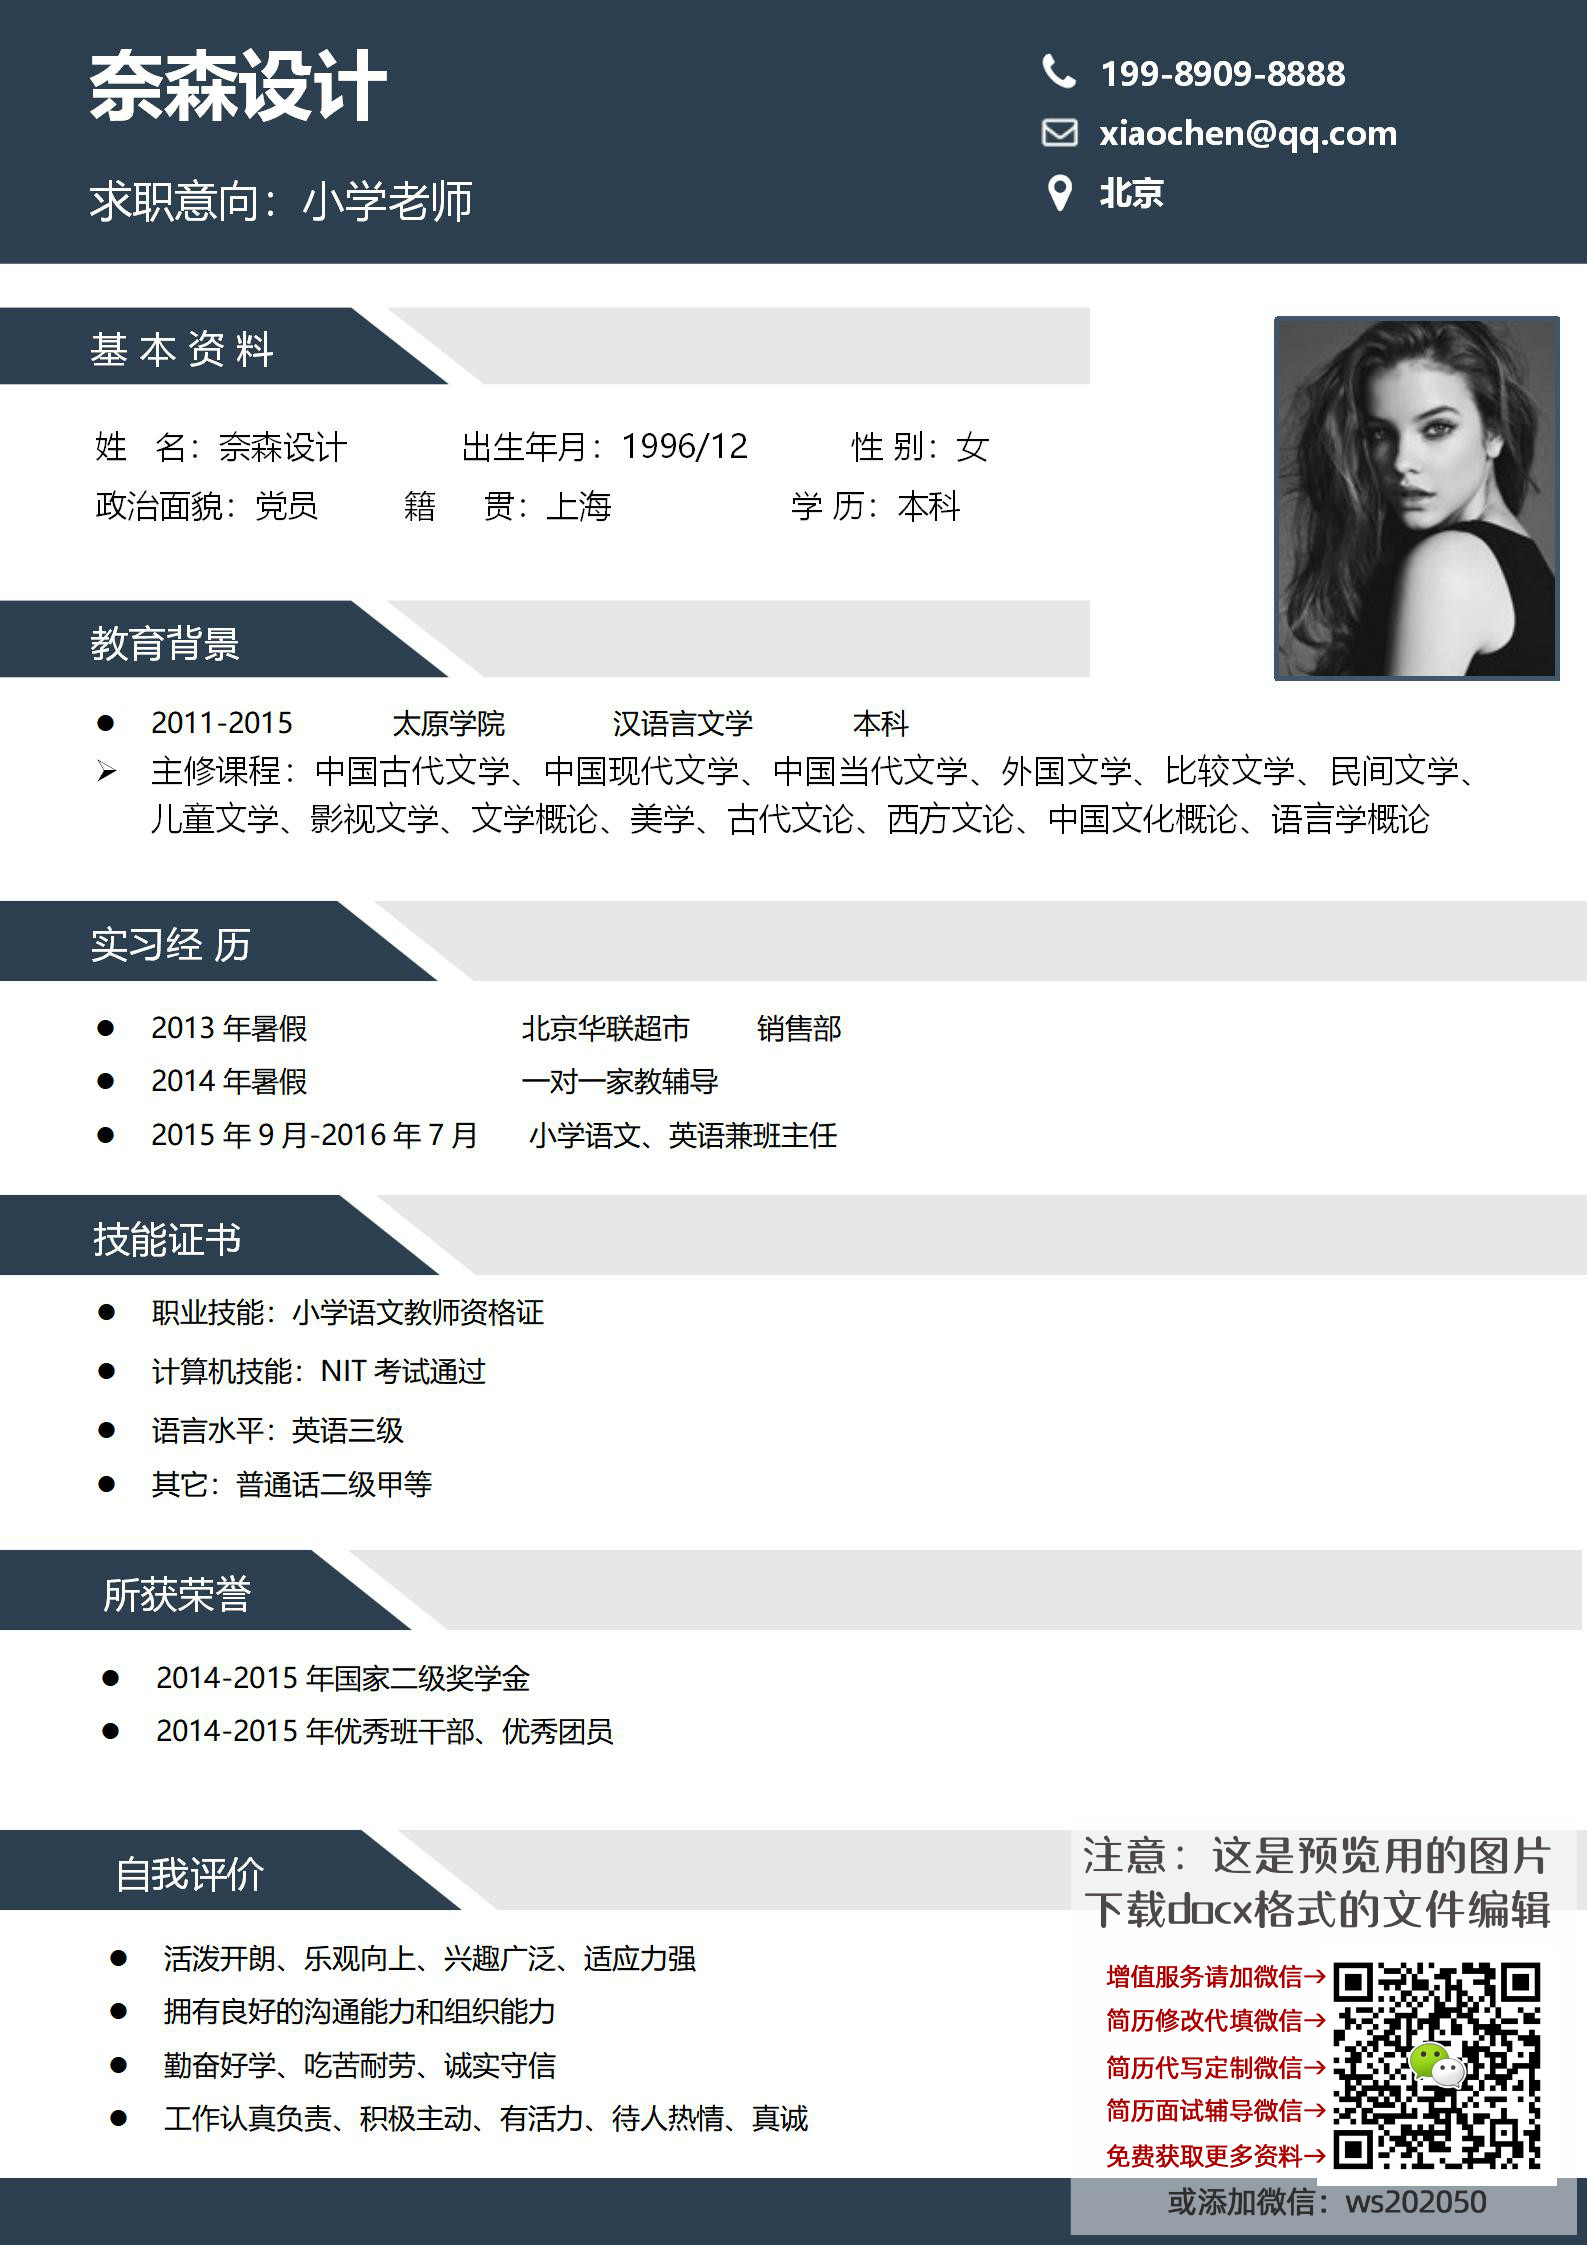 奈森设计
求职意向：小学老师
199-8909-8888
xiaochen@qq.com
北京
基本资料
姓 名：奈森设计 出生年月：1996/12 性 别：女
政治面貌：党员 籍 贯：上海 学 历：本科
教育背景
2011-2015 太原学院 汉语言文学 本科
主修课程：中国古代文学、中国现代文学、中国当代文学、外国文学、比较文学、民间文学、
儿童文学、影视文学、文学概论、美学、古代文论、西方文论、中国文化概论、语言学概论
实习经 历
2013 年暑假 北京华联超市 销售部
2014 年暑假 一对一家教辅导
2015 年 9 月-2016 年 7 月 小学语文、英语兼班主任
技能证书
职业技能：小学语文教师资格证
计算机技能：NIT 考试通过
语言水平：英语三级
其它：普通话二级甲等
所获荣誉
2014-2015 年国家二级奖学金
2014-2015 年优秀班干部、优秀团员
自我评价
活泼开朗、乐观向上、兴趣广泛、适应力强
拥有良好的沟通能力和组织能力
勤奋好学、吃苦耐劳、诚实守信
工作认真负责、积极主动、有活力、待人热情、真诚
注意：这是预览用的图片
下载docx格式的文件编辑
增值服务请加微信→
简历修改代填微信→
简历代写定制微信→
简历面试辅导微信→
免费获取更多资料→
或添加微信：ws202050